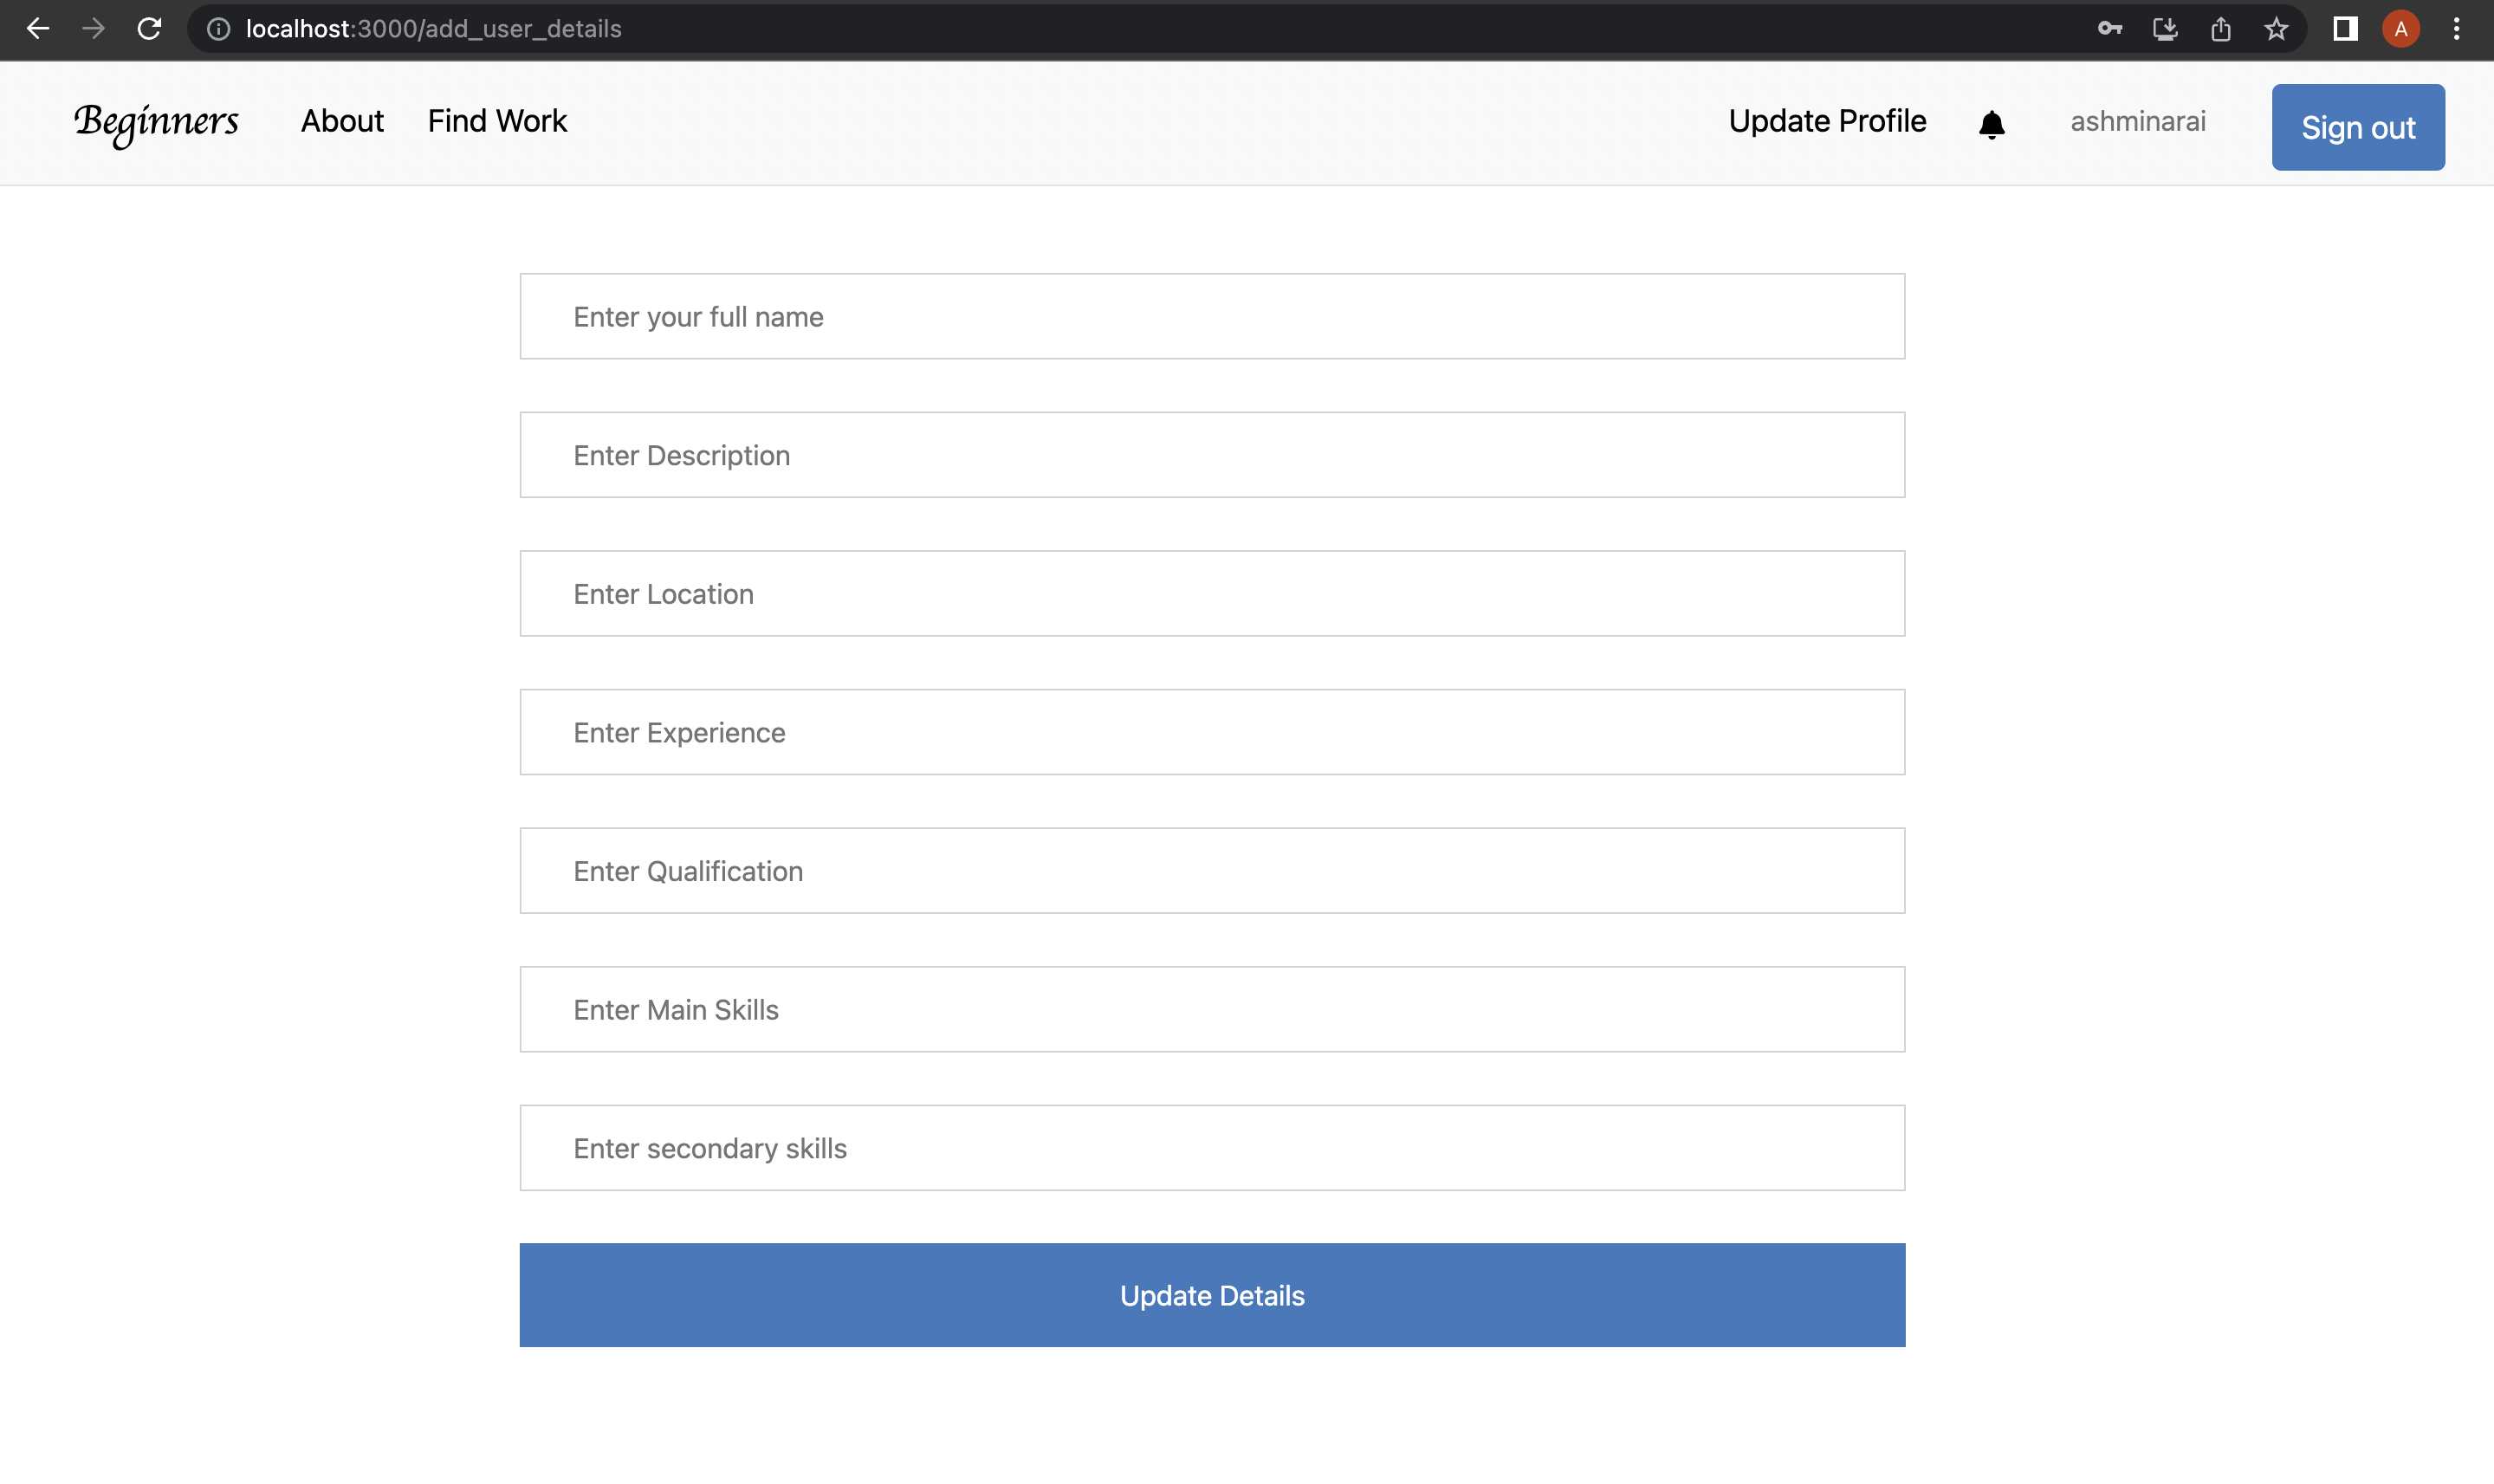 localhost:3000/add_user_details
A
Beginners About Find Work Update Profile ashminarai Sign out
Enter your full name
Enter Description
Enter Location
Enter Experience
Enter Qualification
Enter Main Skills
Enter secondary skills
Update Details